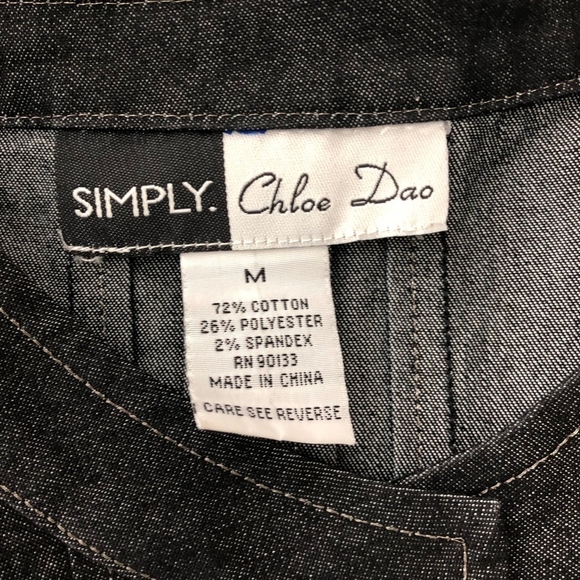 SIMPLY. Chloe Dao
M
72% COTTON
26% POLYESTER
2% SPANDEX
RN 90133
MADE IN CHINA
CARE SEE REVERSE